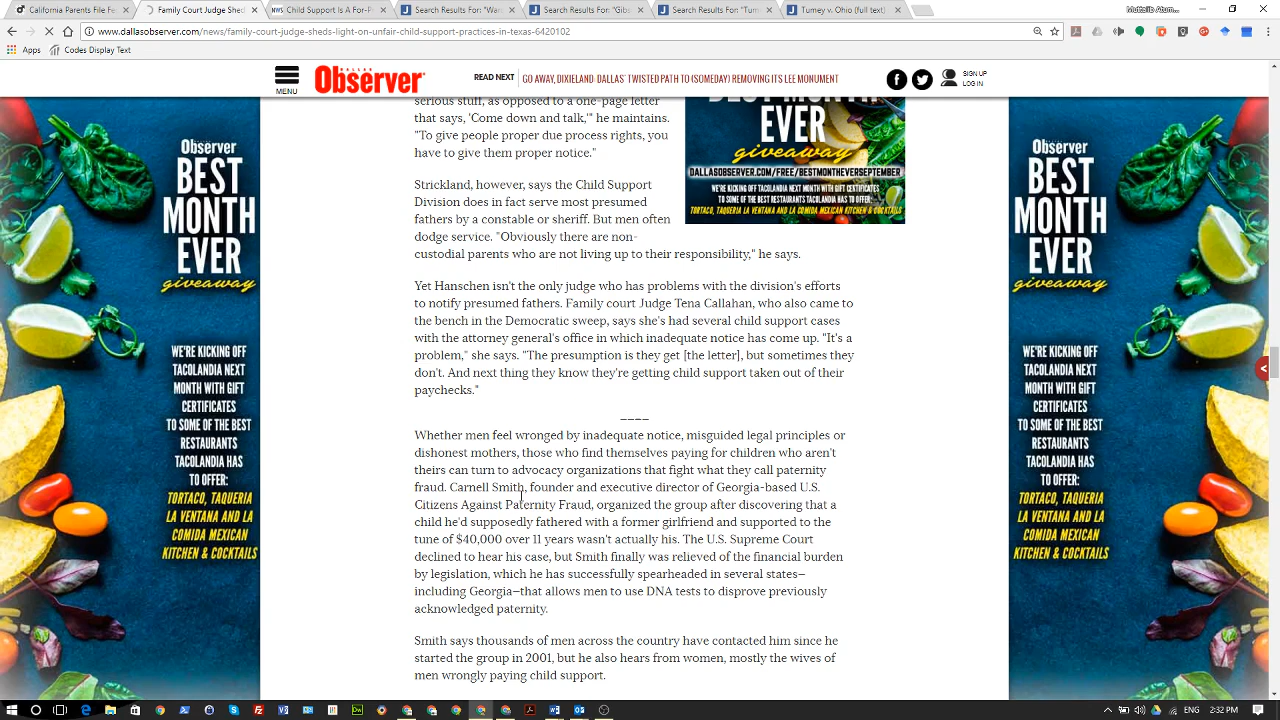 California Parents File F
Family Court Judge Shed
Child Support Is A For-P
Search Results For: "Wa
Search Results For: "Gibs
Search Results For: "Tum
Tumey v. Ohio (full text)
www.dallasobserver.com/news/family-court-judge-sheds-light-on-unfair-child-support-practices-in-texas-6420102
Apps
Codes Display Text
MENU
DALLAS
Observer
READ NEXT
GO AWAY, DIXIELAND: DALLAS' TWISTED PATH TO (SOMEDAY) REMOVING ITS LEE MONUMENT
SIGN UP
LOG IN
serious stuff, as opposed to a one-page letter
that says, 'Come down and talk,'" he maintains.
"To give people proper due process rights, you
have to give them proper notice."
BEST MONTH
EVER
giveaway
DALLASOBSERVER.COM/FREE/BESTMONTHEVERSEPTEMBER
WE'RE KICKING OFF TACOLANDIA NEXT MONTH WITH GIFT CERTIFICATES
TO SOME OF THE BEST RESTAURANTS TACOLANDIA HAS TO OFFER:
TORTACO, TAQUERIA LA VENTANA AND LA COMIDA MEXICAN KITCHEN & COCKTAILS
Strickland, however, says the Child Support
Division does in fact serve most presumed
fathers by a constable or sheriff. But men often
dodge service. "Obviously there are non-
custodial parents who are not living up to their responsibility," he says.
Yet Hanschen isn't the only judge who has problems with the division's efforts
to notify presumed fathers. Family court Judge Tena Callahan, who also came to
the bench in the Democratic sweep, says she's had several child support cases
with the attorney general's office in which inadequate notice has come up. "It's a
problem," she says. "The presumption is they get [the letter], but sometimes they
don't. And next thing they know they're getting child support taken out of their
paychecks."
____
Whether men feel wronged by inadequate notice, misguided legal principles or
dishonest mothers, those who find themselves paying for children who aren't
theirs can turn to advocacy organizations that fight what they call paternity
fraud. Carnell Smith, founder and executive director of Georgia-based U.S.
Citizens Against Paternity Fraud, organized the group after discovering that a
child he'd supposedly fathered with a former girlfriend and supported to the
tune of $40,000 over 11 years wasn't actually his. The U.S. Supreme Court
declined to hear his case, but Smith finally was relieved of the financial burden
by legislation, which he has successfully spearheaded in several states—
including Georgia—that allows men to use DNA tests to disprove previously
acknowledged paternity.
Smith says thousands of men across the country have contacted him since he
started the group in 2001, but he also hears from women, mostly the wives of
men wrongly paying child support.
Observer
BEST
MONTH
EVER
giveaway
WE'RE KICKING OFF
TACOLANDIA NEXT
MONTH WITH GIFT
CERTIFICATES
TO SOME OF THE BEST
RESTAURANTS
TACOLANDIA HAS
TO OFFER:
TORTACO, TAQUERIA
LA VENTANA AND LA
COMIDA MEXICAN
KITCHEN & COCKTAILS
Observer
BEST
MONTH
EVER
giveaway
WE'RE KICKING OFF
TACOLANDIA NEXT
MONTH WITH GIFT
CERTIFICATES
TO SOME OF THE BEST
RESTAURANTS
TACOLANDIA HAS
TO OFFER:
TORTACO, TAQUERIA
LA VENTANA AND LA
COMIDA MEXICAN
KITCHEN & COCKTAILS
2:52 PM